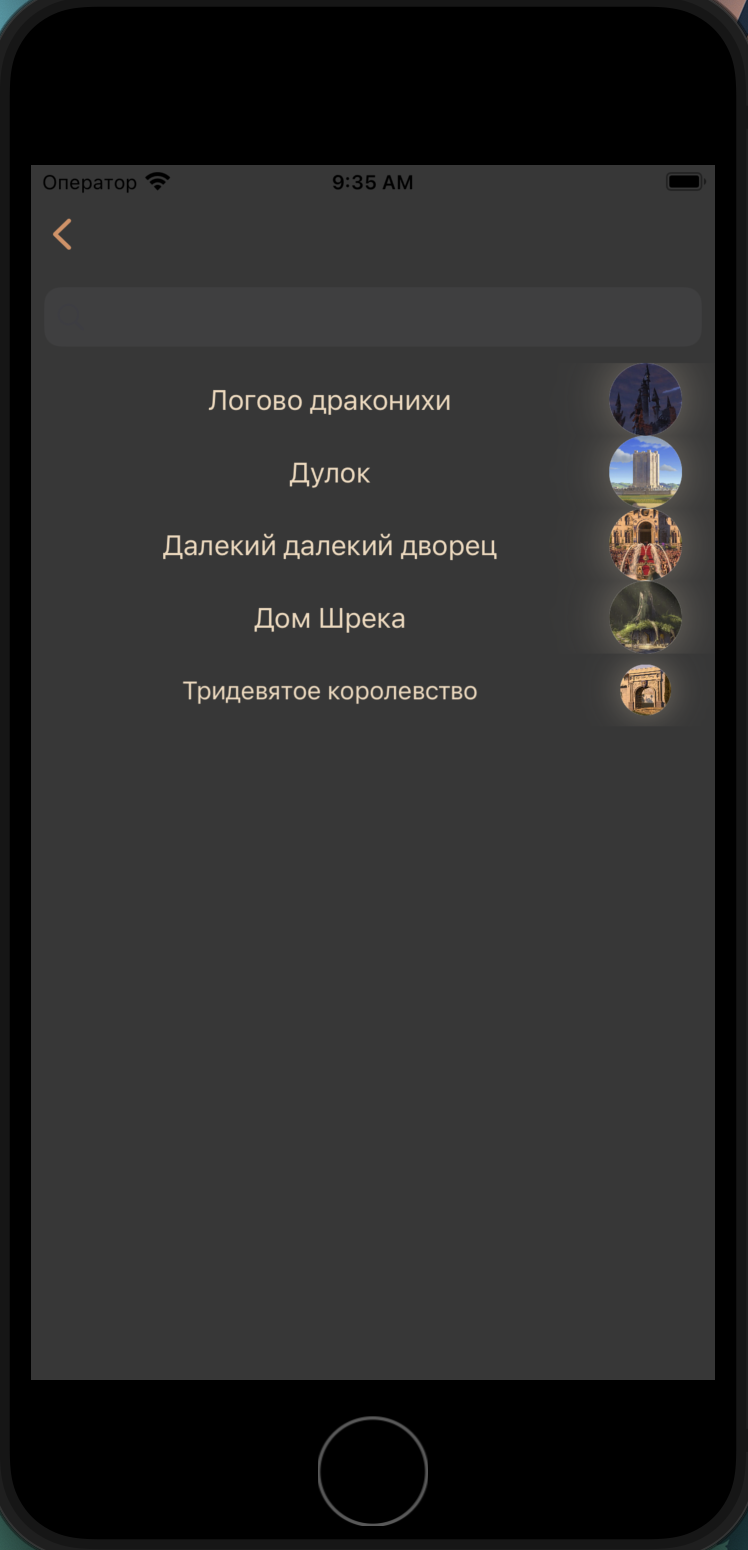 Оператор
9:35 AM
Логово драконихи
Дулок
Далекий далекий дворец
Дом Шрека
Тридевятое королевство